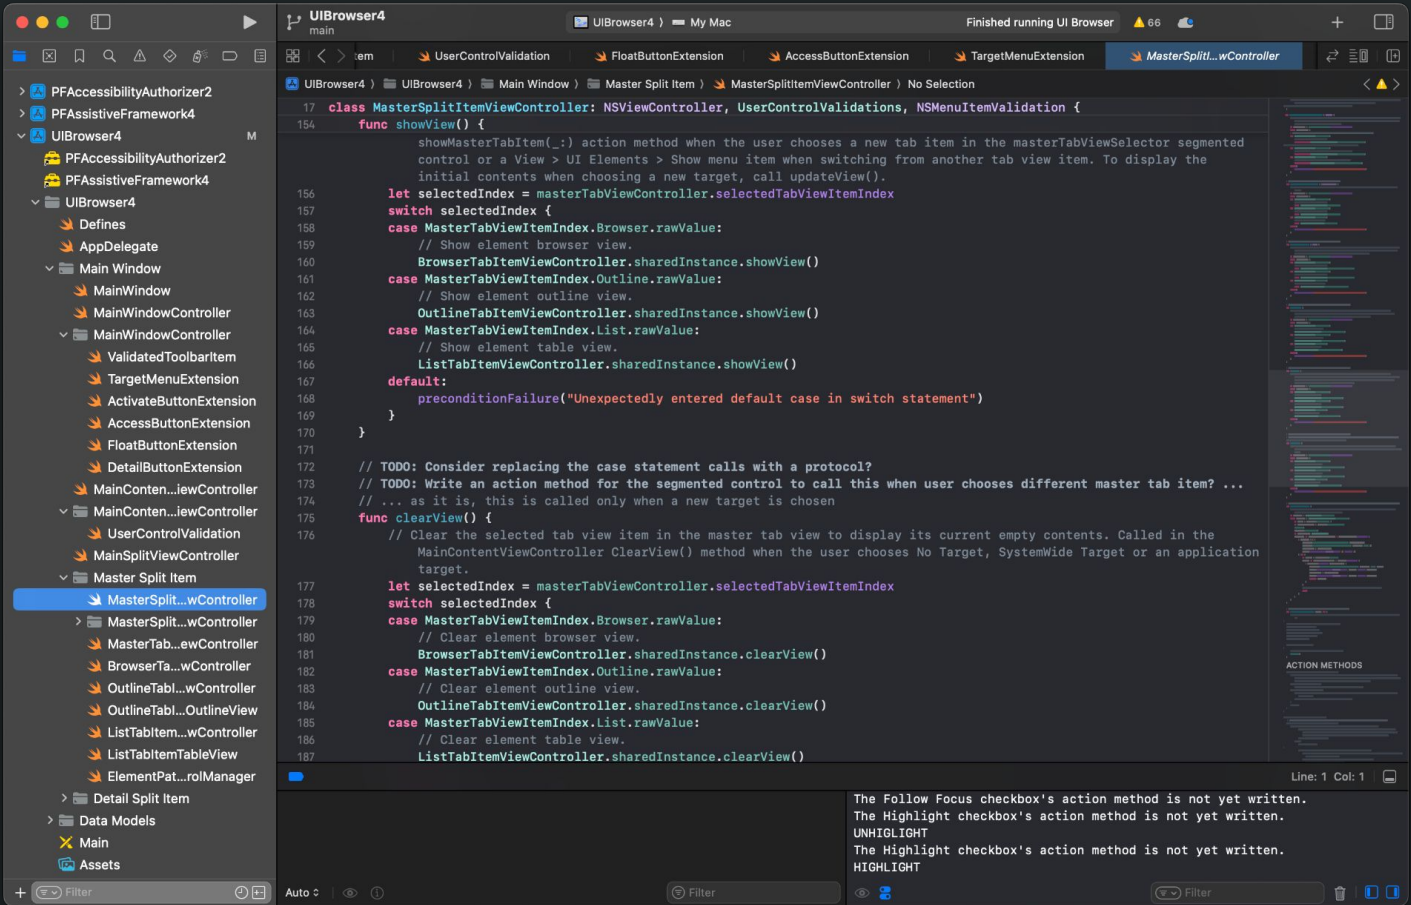 UIBrowser4
main
UIBrowser4 ⟩ My Mac
Finished running UI Browser
66
:em
UserControlValidation
FloatButtonExtension
AccessButtonExtension
TargetMenuExtension
MasterSplitI...wController
UIBrowser4 ⟩ UIBrowser4 ⟩ Main Window ⟩ Master Split Item ⟩ MasterSplitItemViewController ⟩ No Selection
PFAccessibilityAuthorizer2
PFAssistiveFramework4
UIBrowser4 M
PFAccessibilityAuthorizer2
PFAssistiveFramework4
UIBrowser4
Defines
AppDelegate
Main Window
MainWindow
MainWindowController
MainWindowController
ValidatedToolbarItem
TargetMenuExtension
ActivateButtonExtension
AccessButtonExtension
FloatButtonExtension
DetailButtonExtension
MainConten...iewController
MainConten...iewController
UserControlValidation
MainSplitViewController
Master Split Item
MasterSplit...wController
MasterSplit...wController
MasterTab...ewController
BrowserTa...wController
OutlineTabI...wController
OutlineTabI...OutlineView
ListTabItem...wController
ListTabItemTableView
ElementPat...rolManager
Detail Split Item
Data Models
Main
Assets
Filter
17 class MasterSplitItemViewController: NSViewController, UserControlValidations, NSMenuItemValidation {
154 func showView() {
showMasterTabItem(_:) action method when the user chooses a new tab item in the masterTabViewSelector segmented
control or a View > UI Elements > Show menu item when switching from another tab view item. To display the
initial contents when choosing a new target, call updateView().
156 let selectedIndex = masterTabViewController.selectedTabViewItemIndex
157 switch selectedIndex {
158 case MasterTabViewItemIndex.Browser.rawValue:
159 // Show element browser view.
160 BrowserTabItemViewController.sharedInstance.showView()
161 case MasterTabViewItemIndex.Outline.rawValue:
162 // Show element outline view.
163 OutlineTabItemViewController.sharedInstance.showView()
164 case MasterTabViewItemIndex.List.rawValue:
165 // Show element table view.
166 ListTabItemViewController.sharedInstance.showView()
167 default:
168 preconditionFailure("Unexpectedly entered default case in switch statement")
169 }
170 }
171
172 // TODO: Consider replacing the case statement calls with a protocol?
173 // TODO: Write an action method for the segmented control to call this when user chooses different master tab item? ...
174 // ... as it is, this is called only when a new target is chosen
175 func clearView() {
176 // Clear the selected tab view item in the master tab view to display its current empty contents. Called in the
MainContentViewController ClearView() method when the user chooses No Target, SystemWide Target or an application
target.
177 let selectedIndex = masterTabViewController.selectedTabViewItemIndex
178 switch selectedIndex {
179 case MasterTabViewItemIndex.Browser.rawValue:
180 // Clear element browser view.
181 BrowserTabItemViewController.sharedInstance.clearView()
182 case MasterTabViewItemIndex.Outline.rawValue:
183 // Clear element outline view.
184 OutlineTabItemViewController.sharedInstance.clearView()
185 case MasterTabViewItemIndex.List.rawValue:
186 // Clear element table view.
187 ListTabItemViewController.sharedInstance.clearView()
ACTION METHODS
Line: 1 Col: 1
The Follow Focus checkbox's action method is not yet written.
The Highlight checkbox's action method is not yet written.
UNHIGLIGHT
The Highlight checkbox's action method is not yet written.
HIGHLIGHT
Auto
Filter
Filter